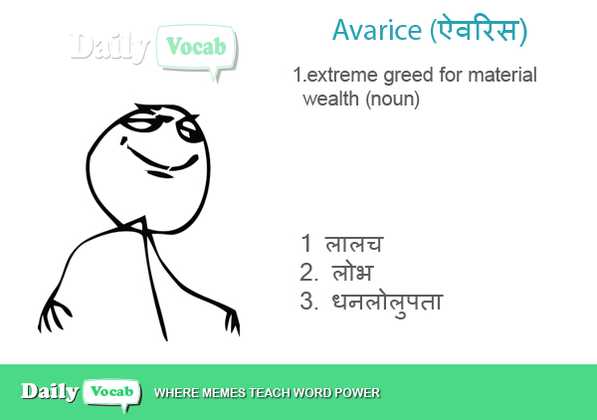 Daily Vocab
Avarice (ऐवरिस)
1.extreme greed for material
wealth (noun)
1 लालच
2. लोभ
3. धनलोलुपता
Daily Vocab WHERE MEMES TEACH WORD POWER